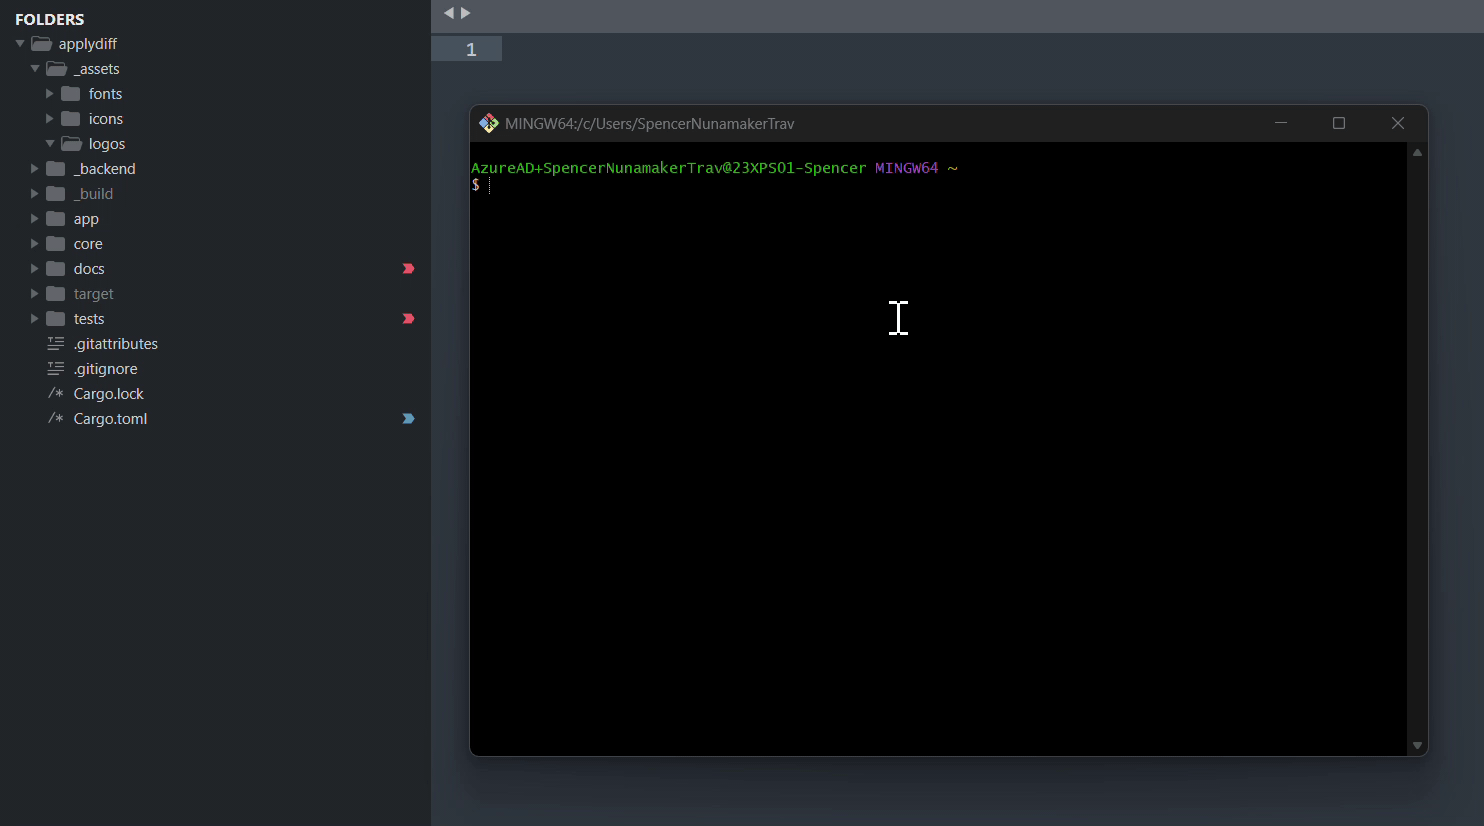 FOLDERS
applydiff
_assets
fonts
icons
logos
_backend
_build
app
core
docs
target
tests
.gitattributes
.gitignore
/* Cargo.lock
/* Cargo.toml
1
MINGW64:/c/Users/SpencerNunamakerTrav
AzureAD+SpencerNunamakerTrav@23XPS01-Spencer MINGW64 ~
$